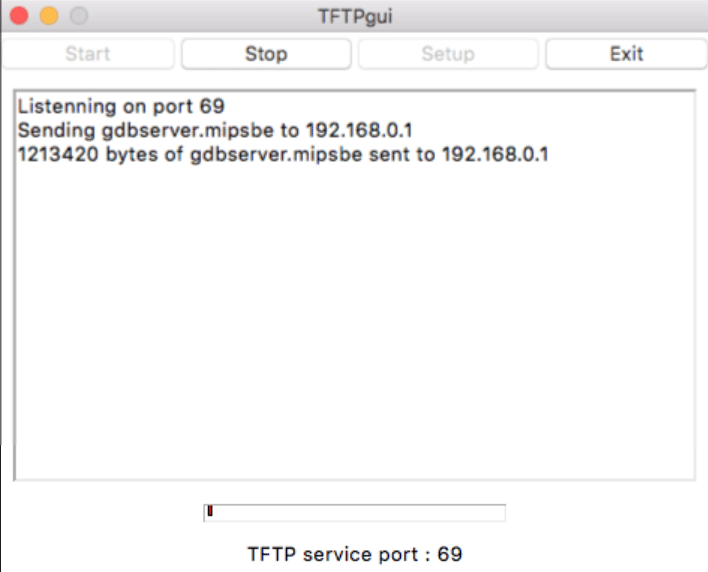 TFTPgui
Start Stop Setup Exit
Listenning on port 69
Sending gdbserver.mipsbe to 192.168.0.1
1213420 bytes of gdbserver.mipsbe sent to 192.168.0.1
TFTP service port : 69